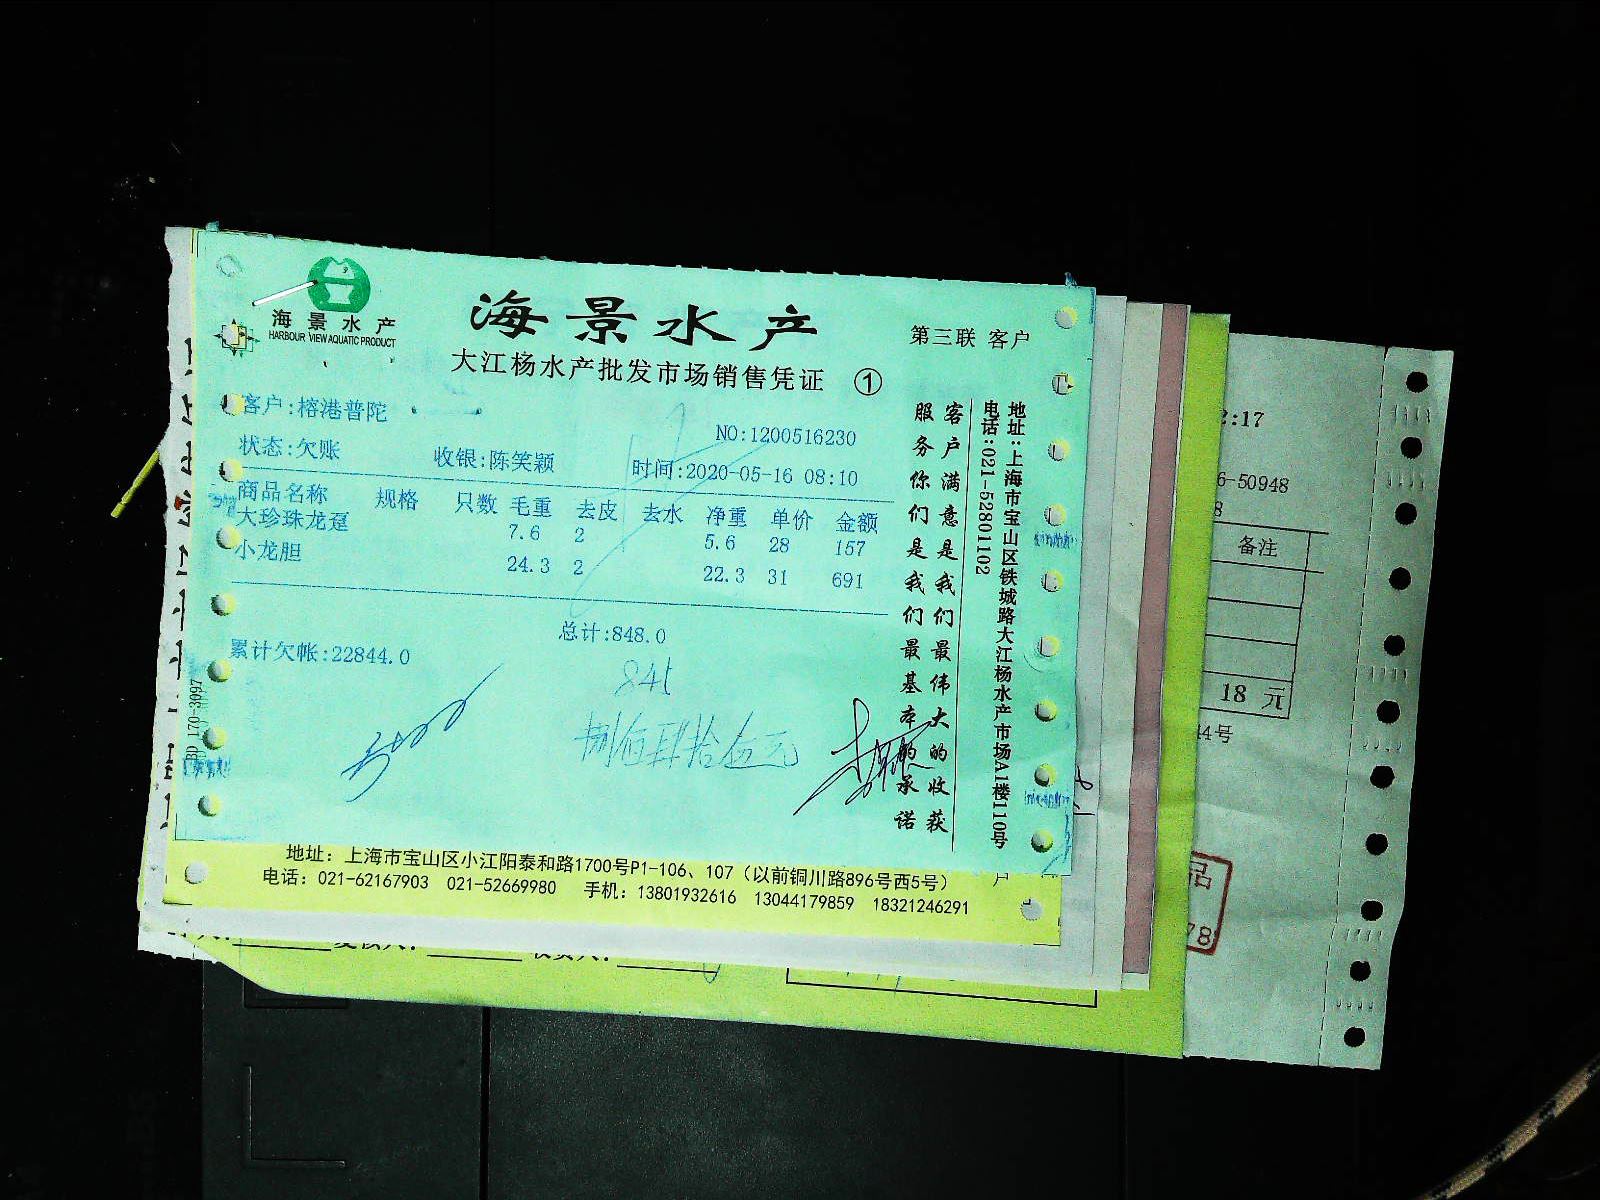 海景水产
HARBOUR VIEW AQUATIC PRODUCT
海景水产
第三联 客户
大江杨水产批发市场销售凭证 ①
客户:榕港普陀
NO:1200516230
状态:欠账 收银:陈笑颖 时间:2020-05-16 08:10
商品名称 规格 只数 毛重 去皮 去水 净重 单价 金额
大珍珠龙趸 7.6 2 5.6 28 157
小龙胆 24.3 2 22.3 31 691
总计:848.0
累计欠帐:22844.0
845
捌佰肆拾伍元
客户满意是我们最伟大的收获
服务你们是我们最基本的承诺
地址:上海市宝山区铁城路大江杨水产市场A1楼110号
电话:021-52801102
BD 170-3097
地址：上海市宝山区小江阳泰和路1700号P1-106、107（以前铜川路896号西5号）
电话：021-62167903 021-52669980 手机：13801932616 13044179859 18321246291
户
2:17
6-50948
8
备注
18 元
44号
品
78